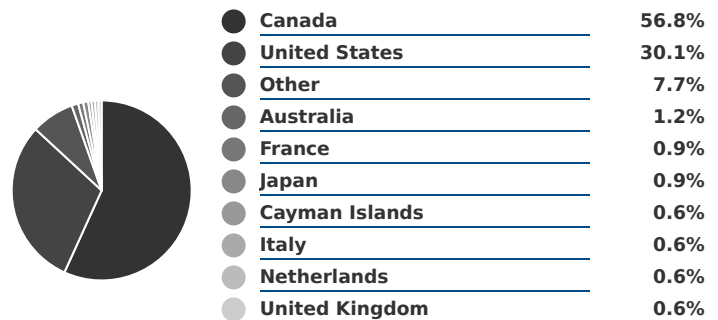 Canada 56.8%
United States 30.1%
Other 7.7%
Australia 1.2%
France 0.9%
Japan 0.9%
Cayman Islands 0.6%
Italy 0.6%
Netherlands 0.6%
United Kingdom 0.6%